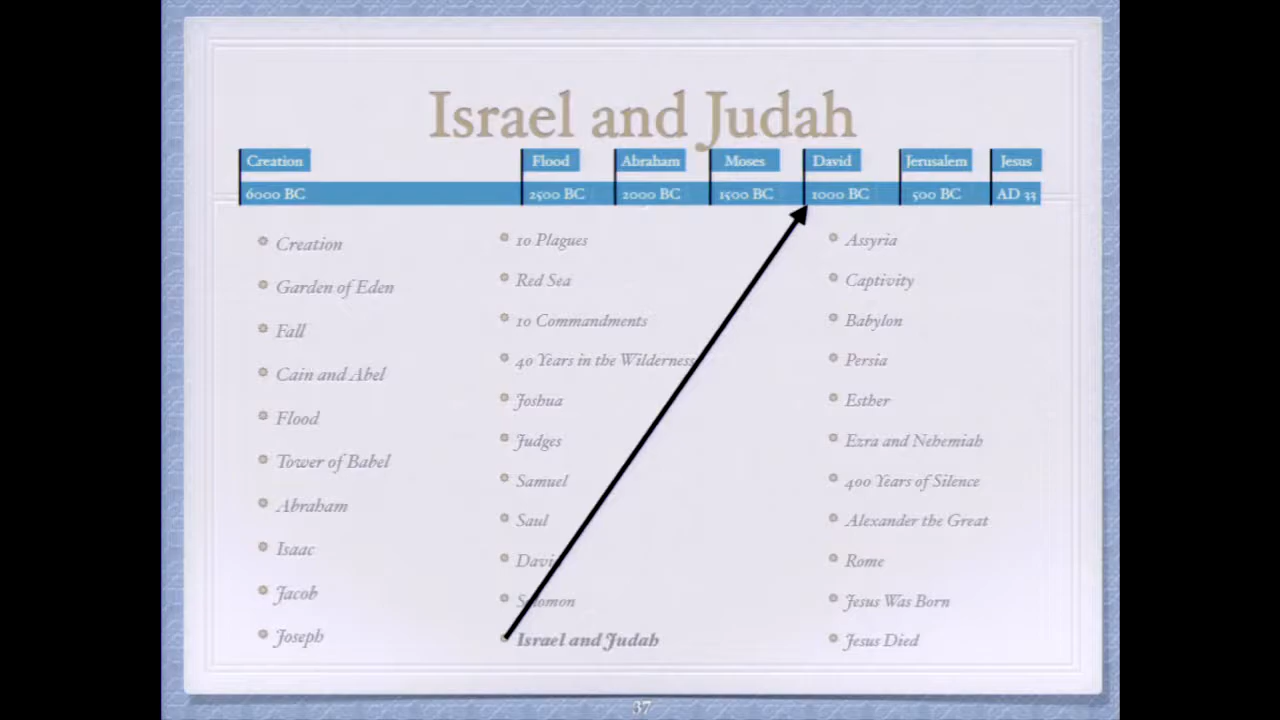 Israel and Judah
Creation Flood Abraham Moses David Jerusalem Jesus
6000 BC 2500 BC 2000 BC 1500 BC 1000 BC 500 BC AD 33
Creation
Garden of Eden
Fall
Cain and Abel
Flood
Tower of Babel
Abraham
Isaac
Jacob
Joseph
10 Plagues
Red Sea
10 Commandments
40 Years in the Wilderness
Joshua
Judges
Samuel
Saul
David
Solomon
Israel and Judah
Assyria
Captivity
Babylon
Persia
Esther
Ezra and Nehemiah
400 Years of Silence
Alexander the Great
Rome
Jesus Was Born
Jesus Died
37